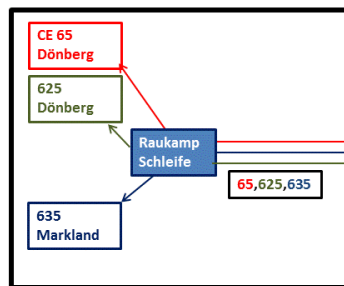 CE 65
Dönberg
625
Dönberg
Raukamp
Schleife
65,625,635
635
Markland